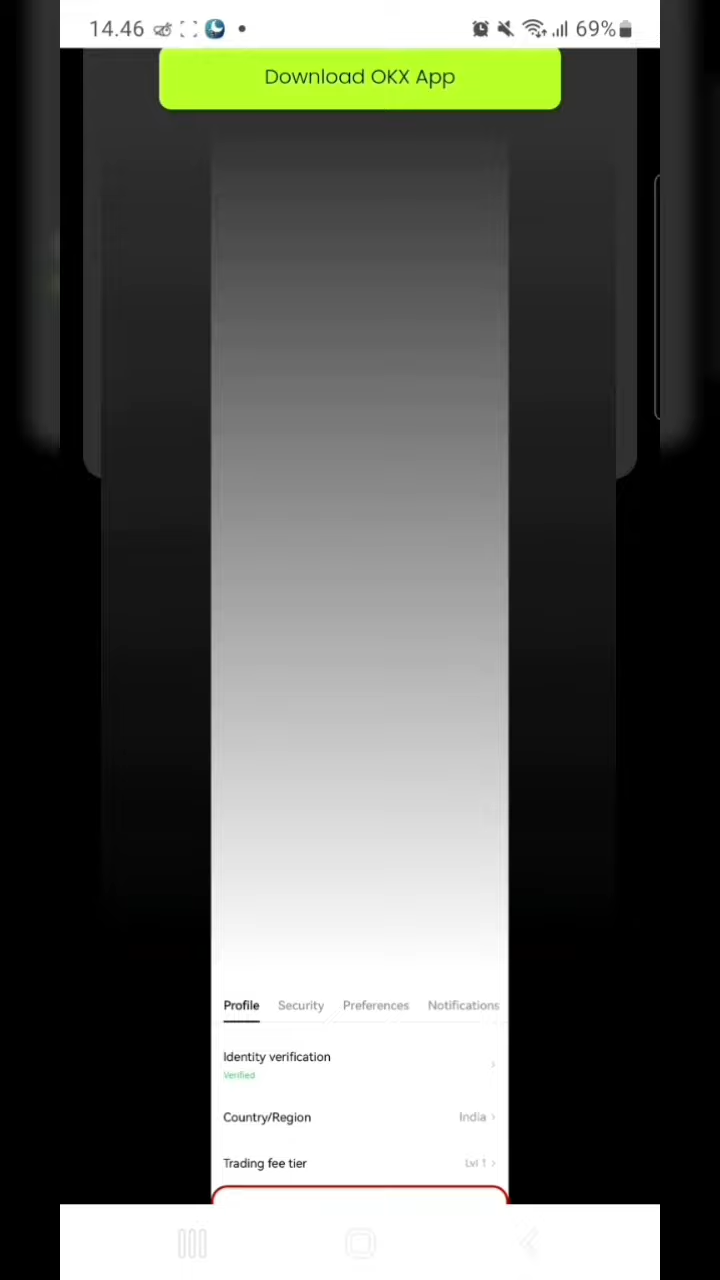 14.46 69%
Download OKX App
Profile Security Preferences Notifications
Identity verification
Verified
Country/Region India
Trading fee tier Lvl 1